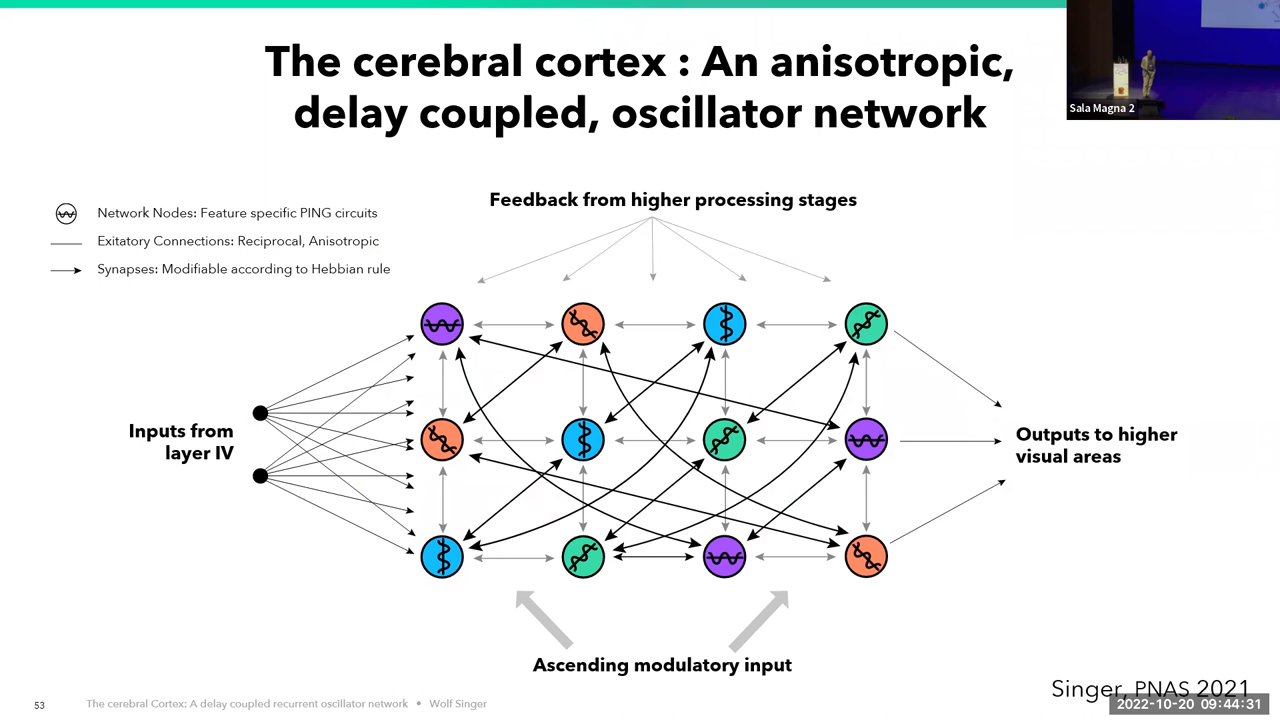 The cerebral cortex : An anisotropic,
delay coupled, oscillator network
Sala Magna 2
Feedback from higher processing stages
Network Nodes: Feature specific PING circuits
Exitatory Connections: Reciprocal, Anisotropic
Synapses: Modifiable according to Hebbian rule
Inputs from
layer IV
Outputs to higher
visual areas
Ascending modulatory input
Singer, PNAS 2021
53
The cerebral Cortex: A delay coupled recurrent oscillator network • Wolf Singer
2022-10-20 09:44:31